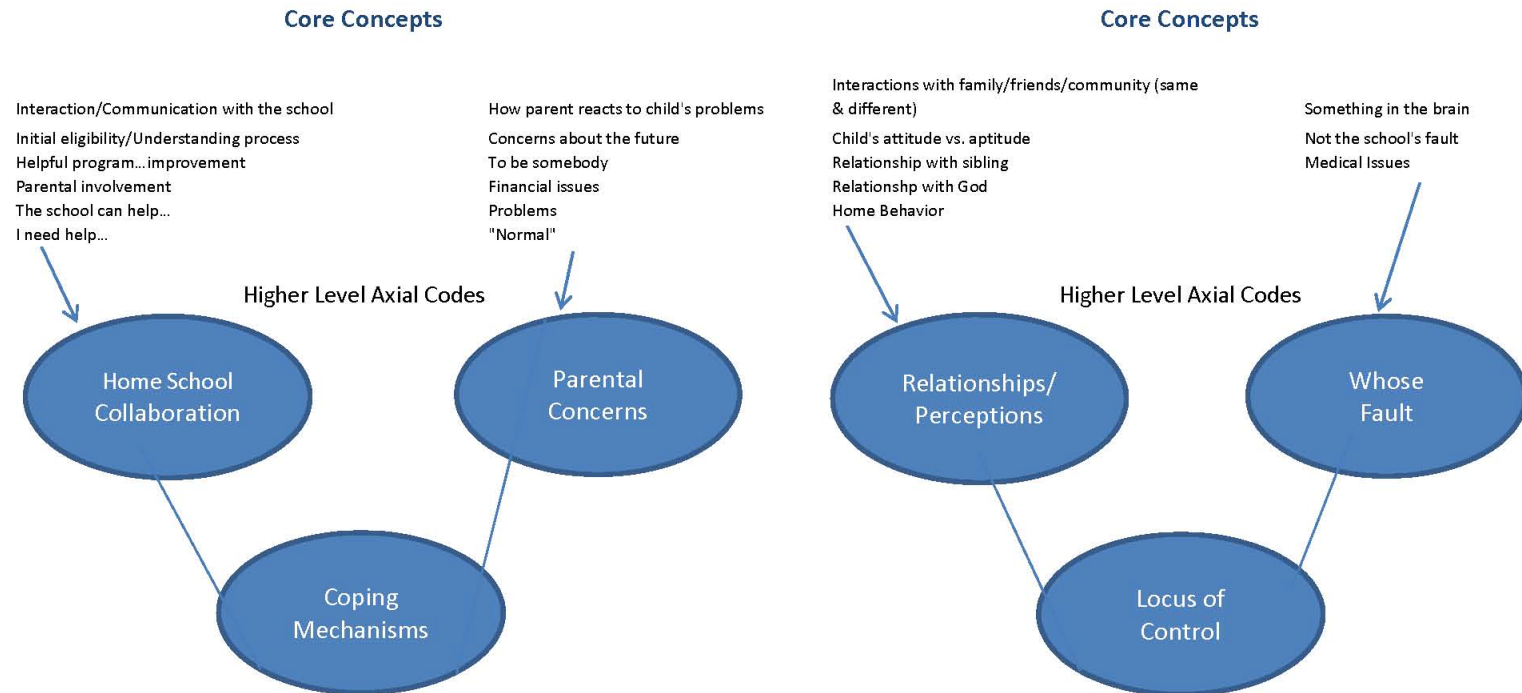 Core Concepts
Interaction/Communication with the school
Initial eligibility/Understanding process
Helpful program...improvement
Parental involvement
The school can help...
I need help...
How parent reacts to child's problems
Concerns about the future
To be somebody
Financial issues
Problems
"Normal"
Higher Level Axial Codes
Home School
Collaboration
Parental
Concerns
Coping
Mechanisms
Core Concepts
Interactions with family/friends/community (same
& different)
Child's attitude vs. aptitude
Relationship with sibling
Relationshp with God
Home Behavior
Something in the brain
Not the school's fault
Medical Issues
Higher Level Axial Codes
Relationships/
Perceptions
Whose
Fault
Locus of
Control